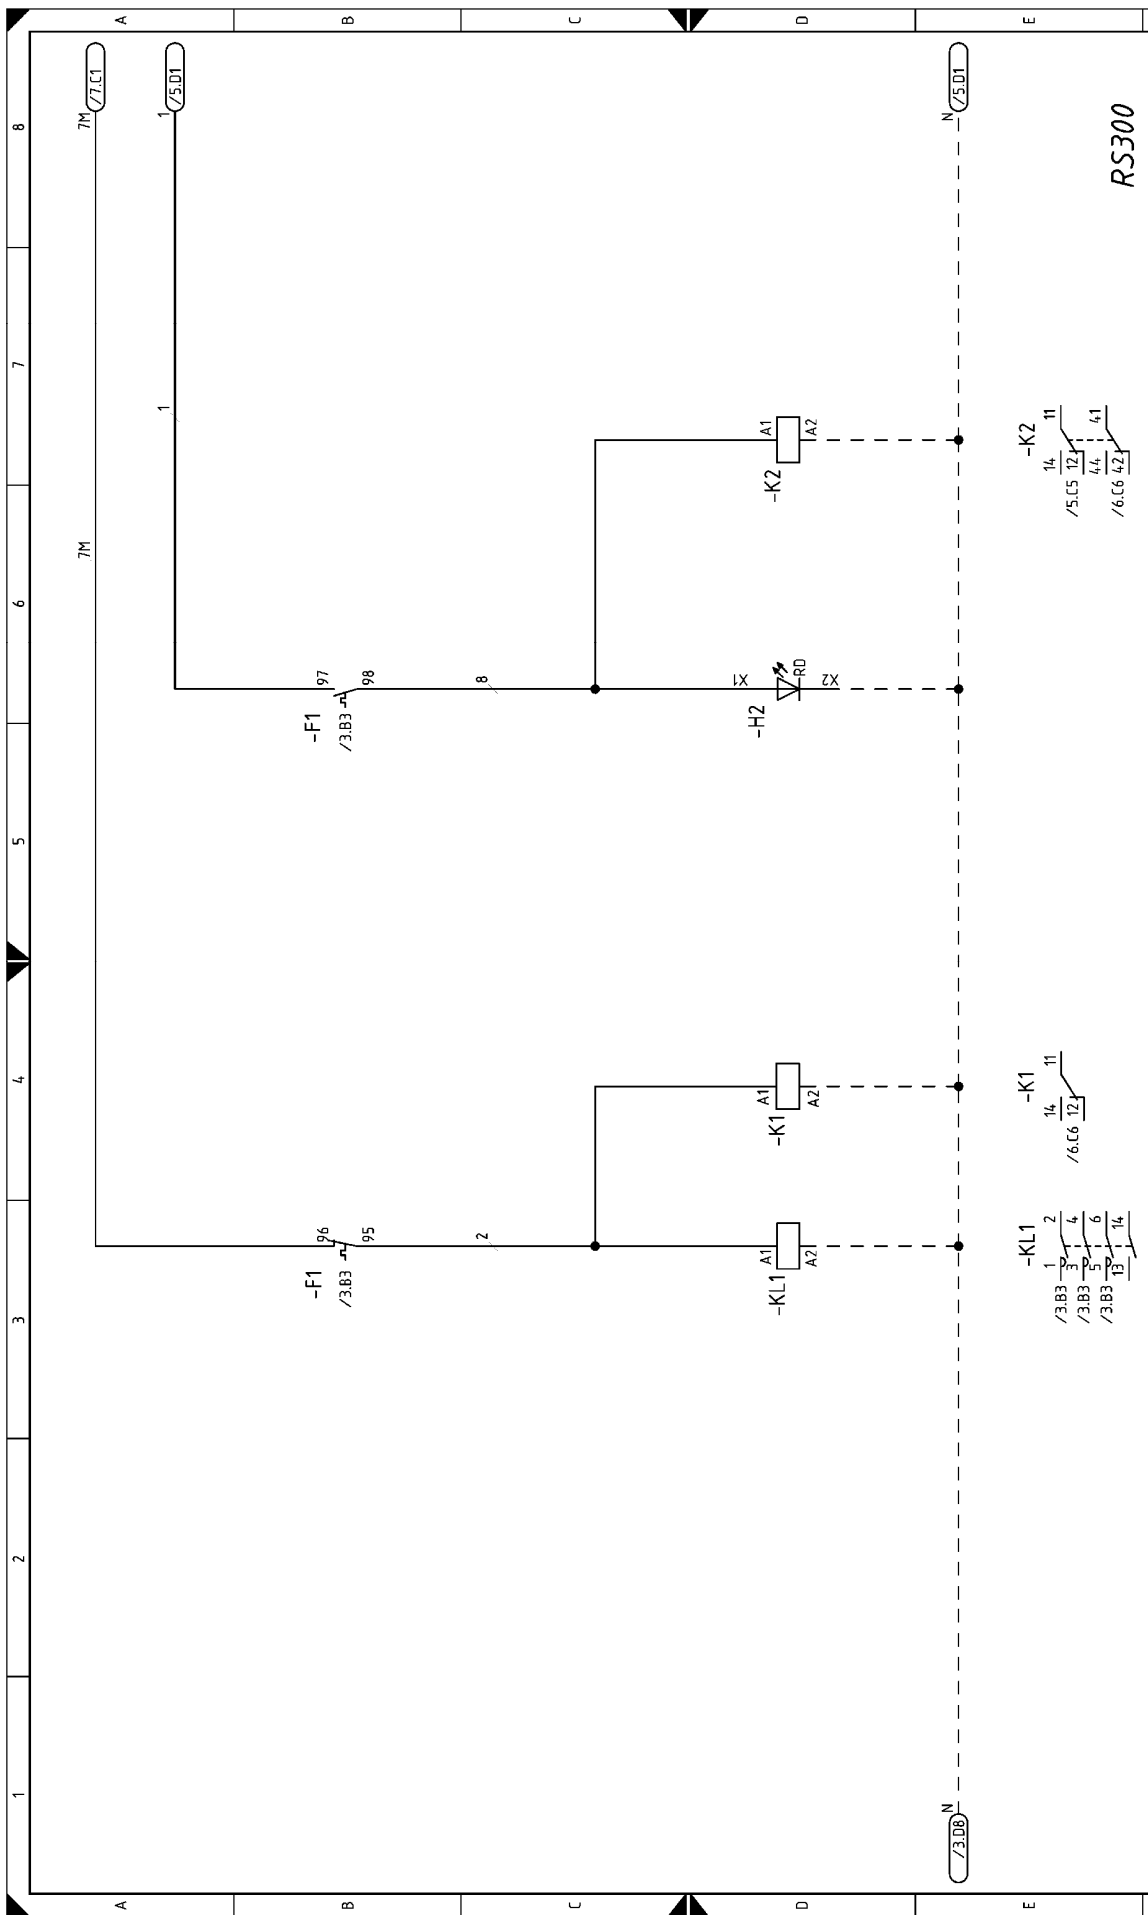 1 2 3 4 5 6 7 8
A A
/7.C1
7M
7M
/5.D1
1
1
B B
-F1
/3.B3
96
95
-F1
/3.B3
97
98
2
8
C C
D D
-KL1
A1
A2
-K1
A1
A2
-H2
X1
X2
RD
-K2
A1
A2
/3.D8
N
N
/5.D1
E E
-KL1
/3.B3 1 2
/3.B3 3 4
/3.B3 5 6
13 14
-K1
14 11
/6.C6 12
-K2
14 11
/5.C5 12
44 41
/6.C6 42
RS300